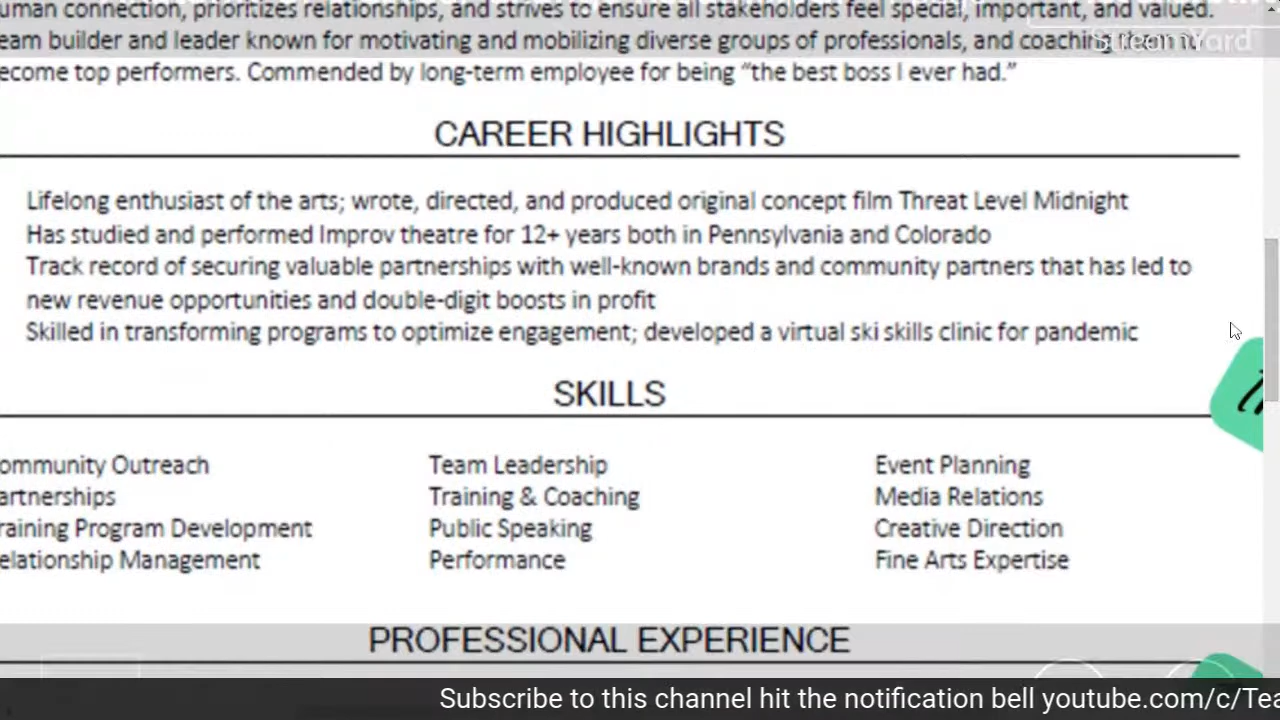 uman connection, prioritizes relationships, and strives to ensure all stakeholders feel special, important, and valued.
eam builder and leader known for motivating and mobilizing diverse groups of professionals, and coaching them to
StreamYard
ecome top performers. Commended by long-term employee for being “the best boss I ever had.”
CAREER HIGHLIGHTS
Lifelong enthusiast of the arts; wrote, directed, and produced original concept film Threat Level Midnight
Has studied and performed Improv theatre for 12+ years both in Pennsylvania and Colorado
Track record of securing valuable partnerships with well-known brands and community partners that has led to
new revenue opportunities and double-digit boosts in profit
Skilled in transforming programs to optimize engagement; developed a virtual ski skills clinic for pandemic
SKILLS
ommunity Outreach Team Leadership Event Planning
artnerships Training & Coaching Media Relations
raining Program Development Public Speaking Creative Direction
elationship Management Performance Fine Arts Expertise
PROFESSIONAL EXPERIENCE
Subscribe to this channel hit the notification bell youtube.com/c/Tea